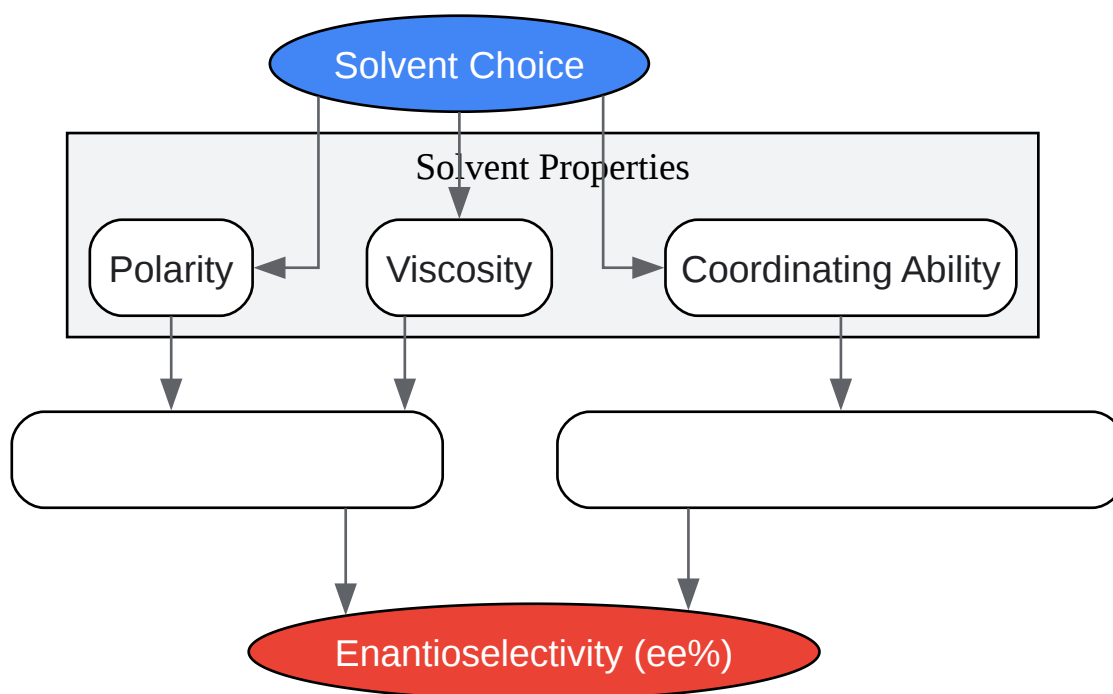 Solvent Choice
Solvent Properties
Polarity
Viscosity
Coordinating Ability
Enantioselectivity (ee%)